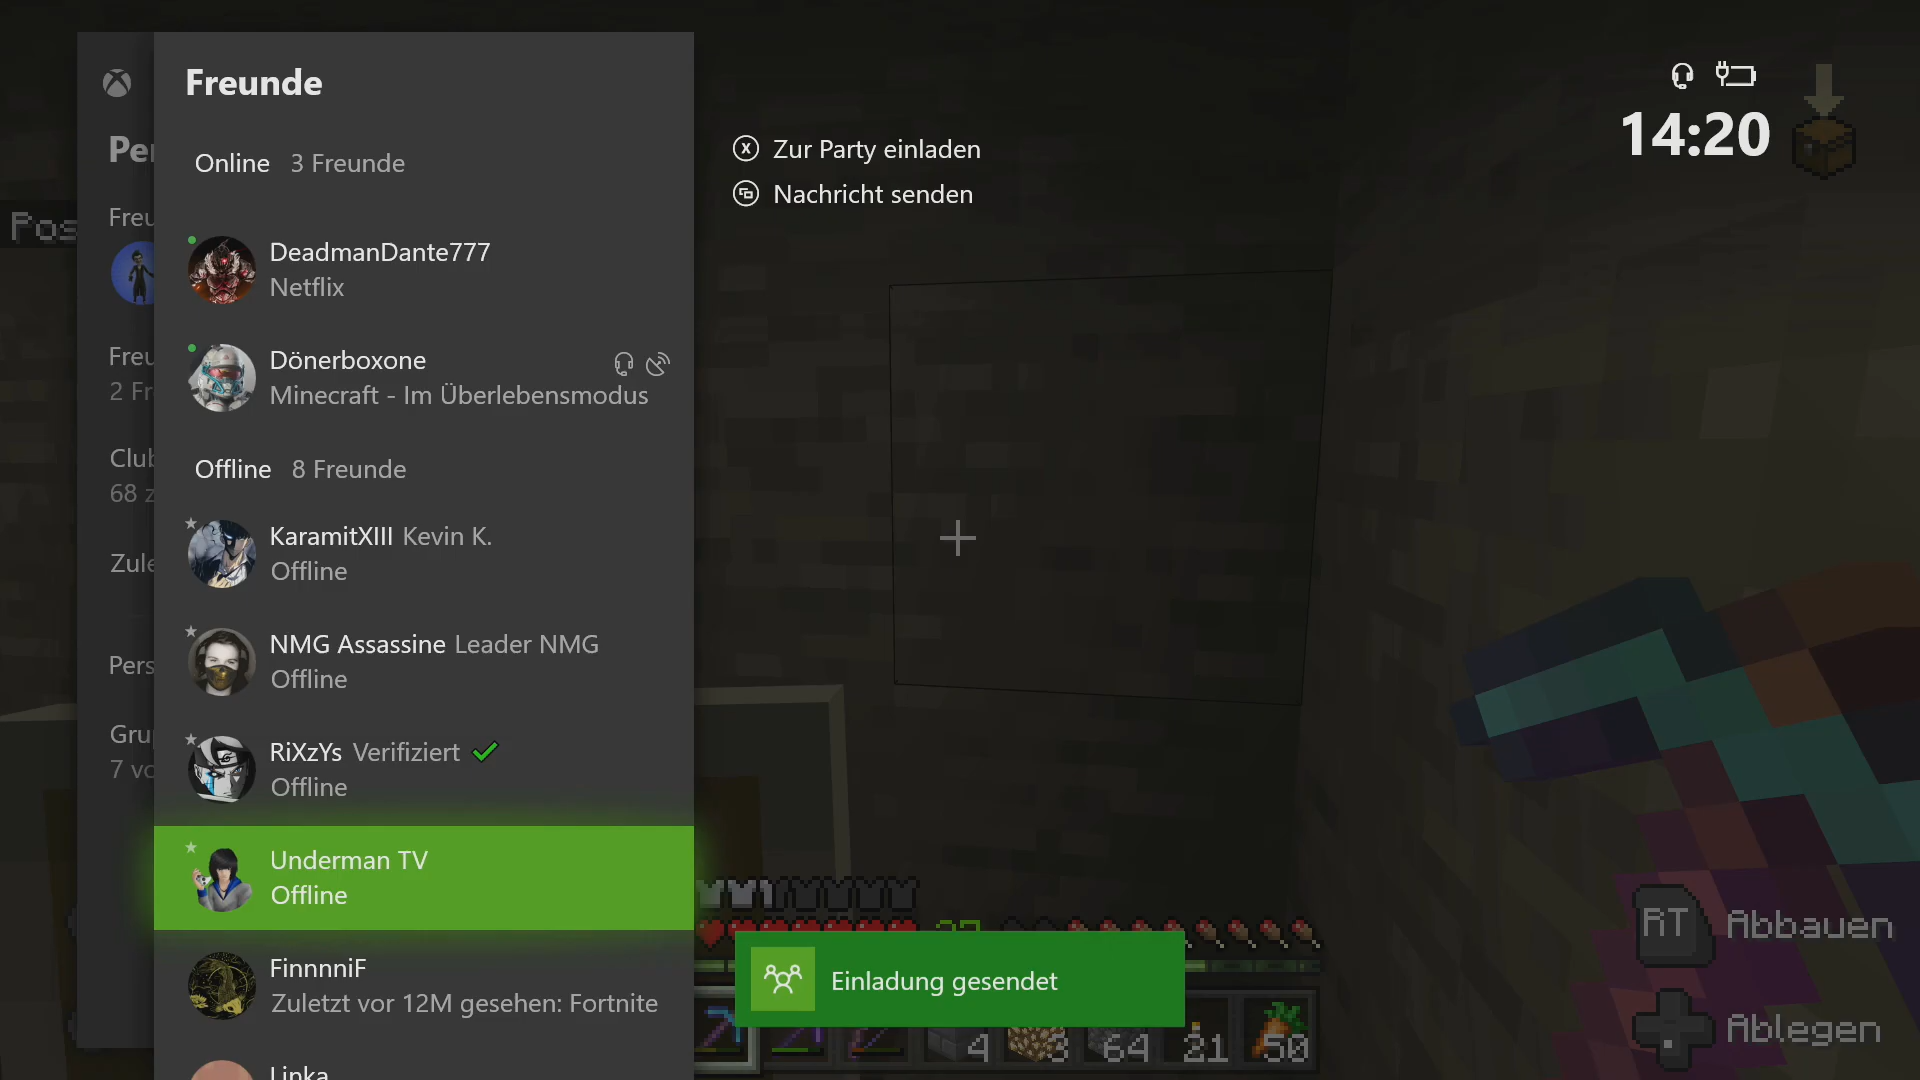 Freunde
Online 3 Freunde
DeadmanDante777
Netflix
Dönerboxone
Minecraft - Im Überlebensmodus
Offline 8 Freunde
KaramitXIII Kevin K.
Offline
NMG Assassine Leader NMG
Offline
RiXzYs Verifiziert
Offline
Underman TV
Offline
FinnnniF
Zuletzt vor 12M gesehen: Fortnite
Linka
X Zur Party einladen
Nachricht senden
14:20
Einladung gesendet
RT Abbauen
Ablegen
4 3 64 21 50